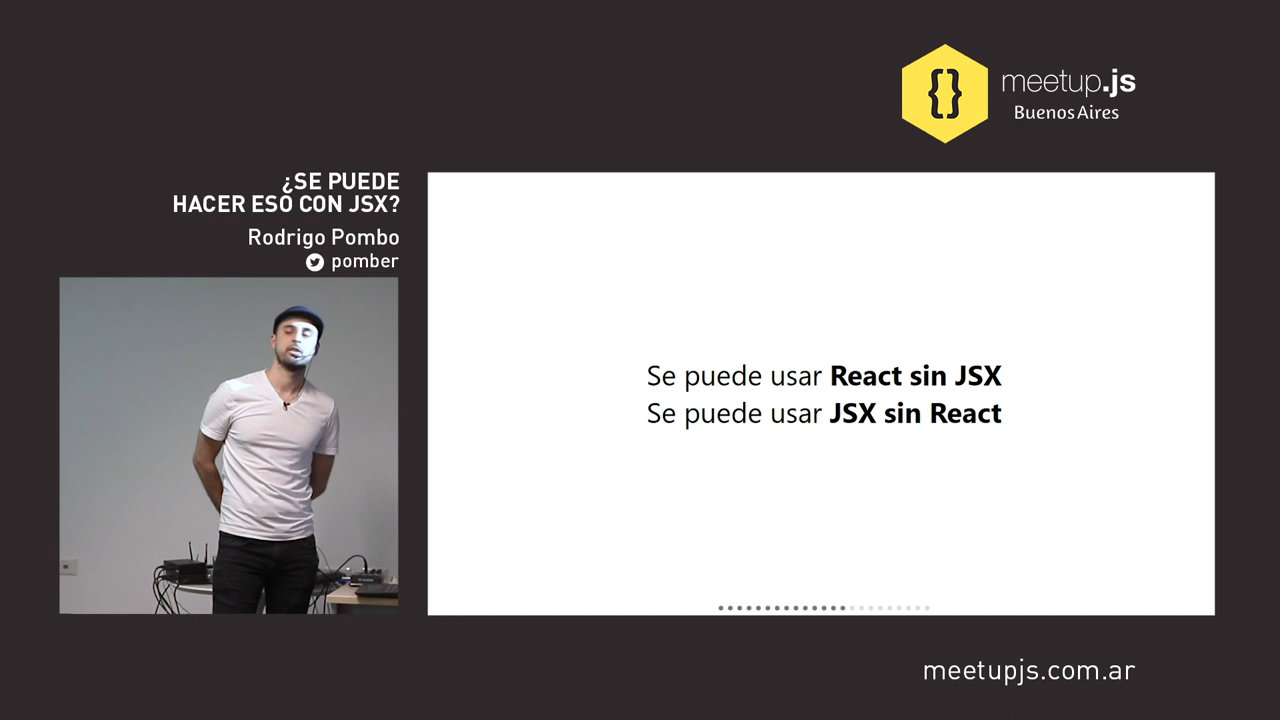 {}
meetup.js
Buenos Aires
¿SE PUEDE
HACER ESO CON JSX?
Rodrigo Pombo
pomber
Se puede usar React sin JSX
Se puede usar JSX sin React
meetupjs.com.ar